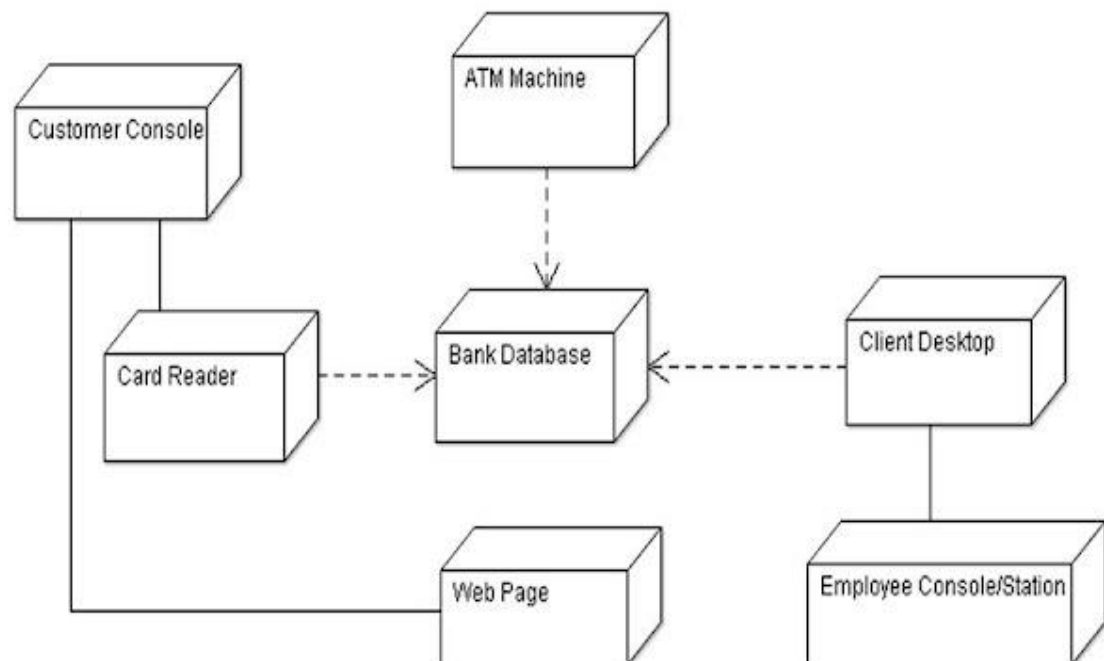 ATM Machine
Customer Console
Client Desktop
Bank Database
Card Reader
Web Page
Employee Console/Station